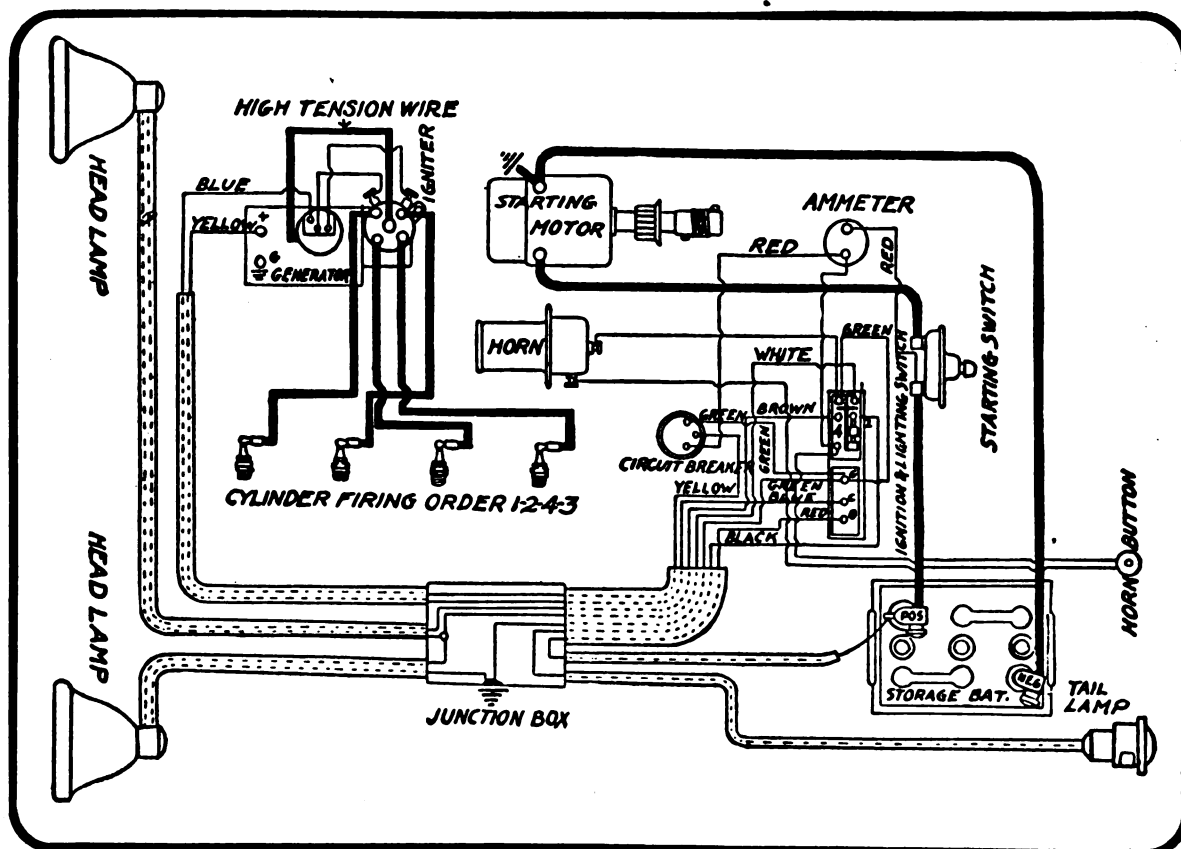 HIGH TENSION WIRE
IGNITER
BLUE
YELLOW
+
G
GENERATOR
HEAD LAMP
STARTING
MOTOR
AMMETER
RED
RED
STARTING SWITCH
HORN
GREEN
WHITE
BROWN
GREEN
GREEN
CIRCUIT BREAKER
IGNITION & LIGHTING SWITCH
YELLOW
GREEN
RED
BLACK
CYLINDER FIRING ORDER 1-2-4-3
HEAD LAMP
HORN BUTTON
POS
NEG
STORAGE BAT.
TAIL
LAMP
JUNCTION BOX